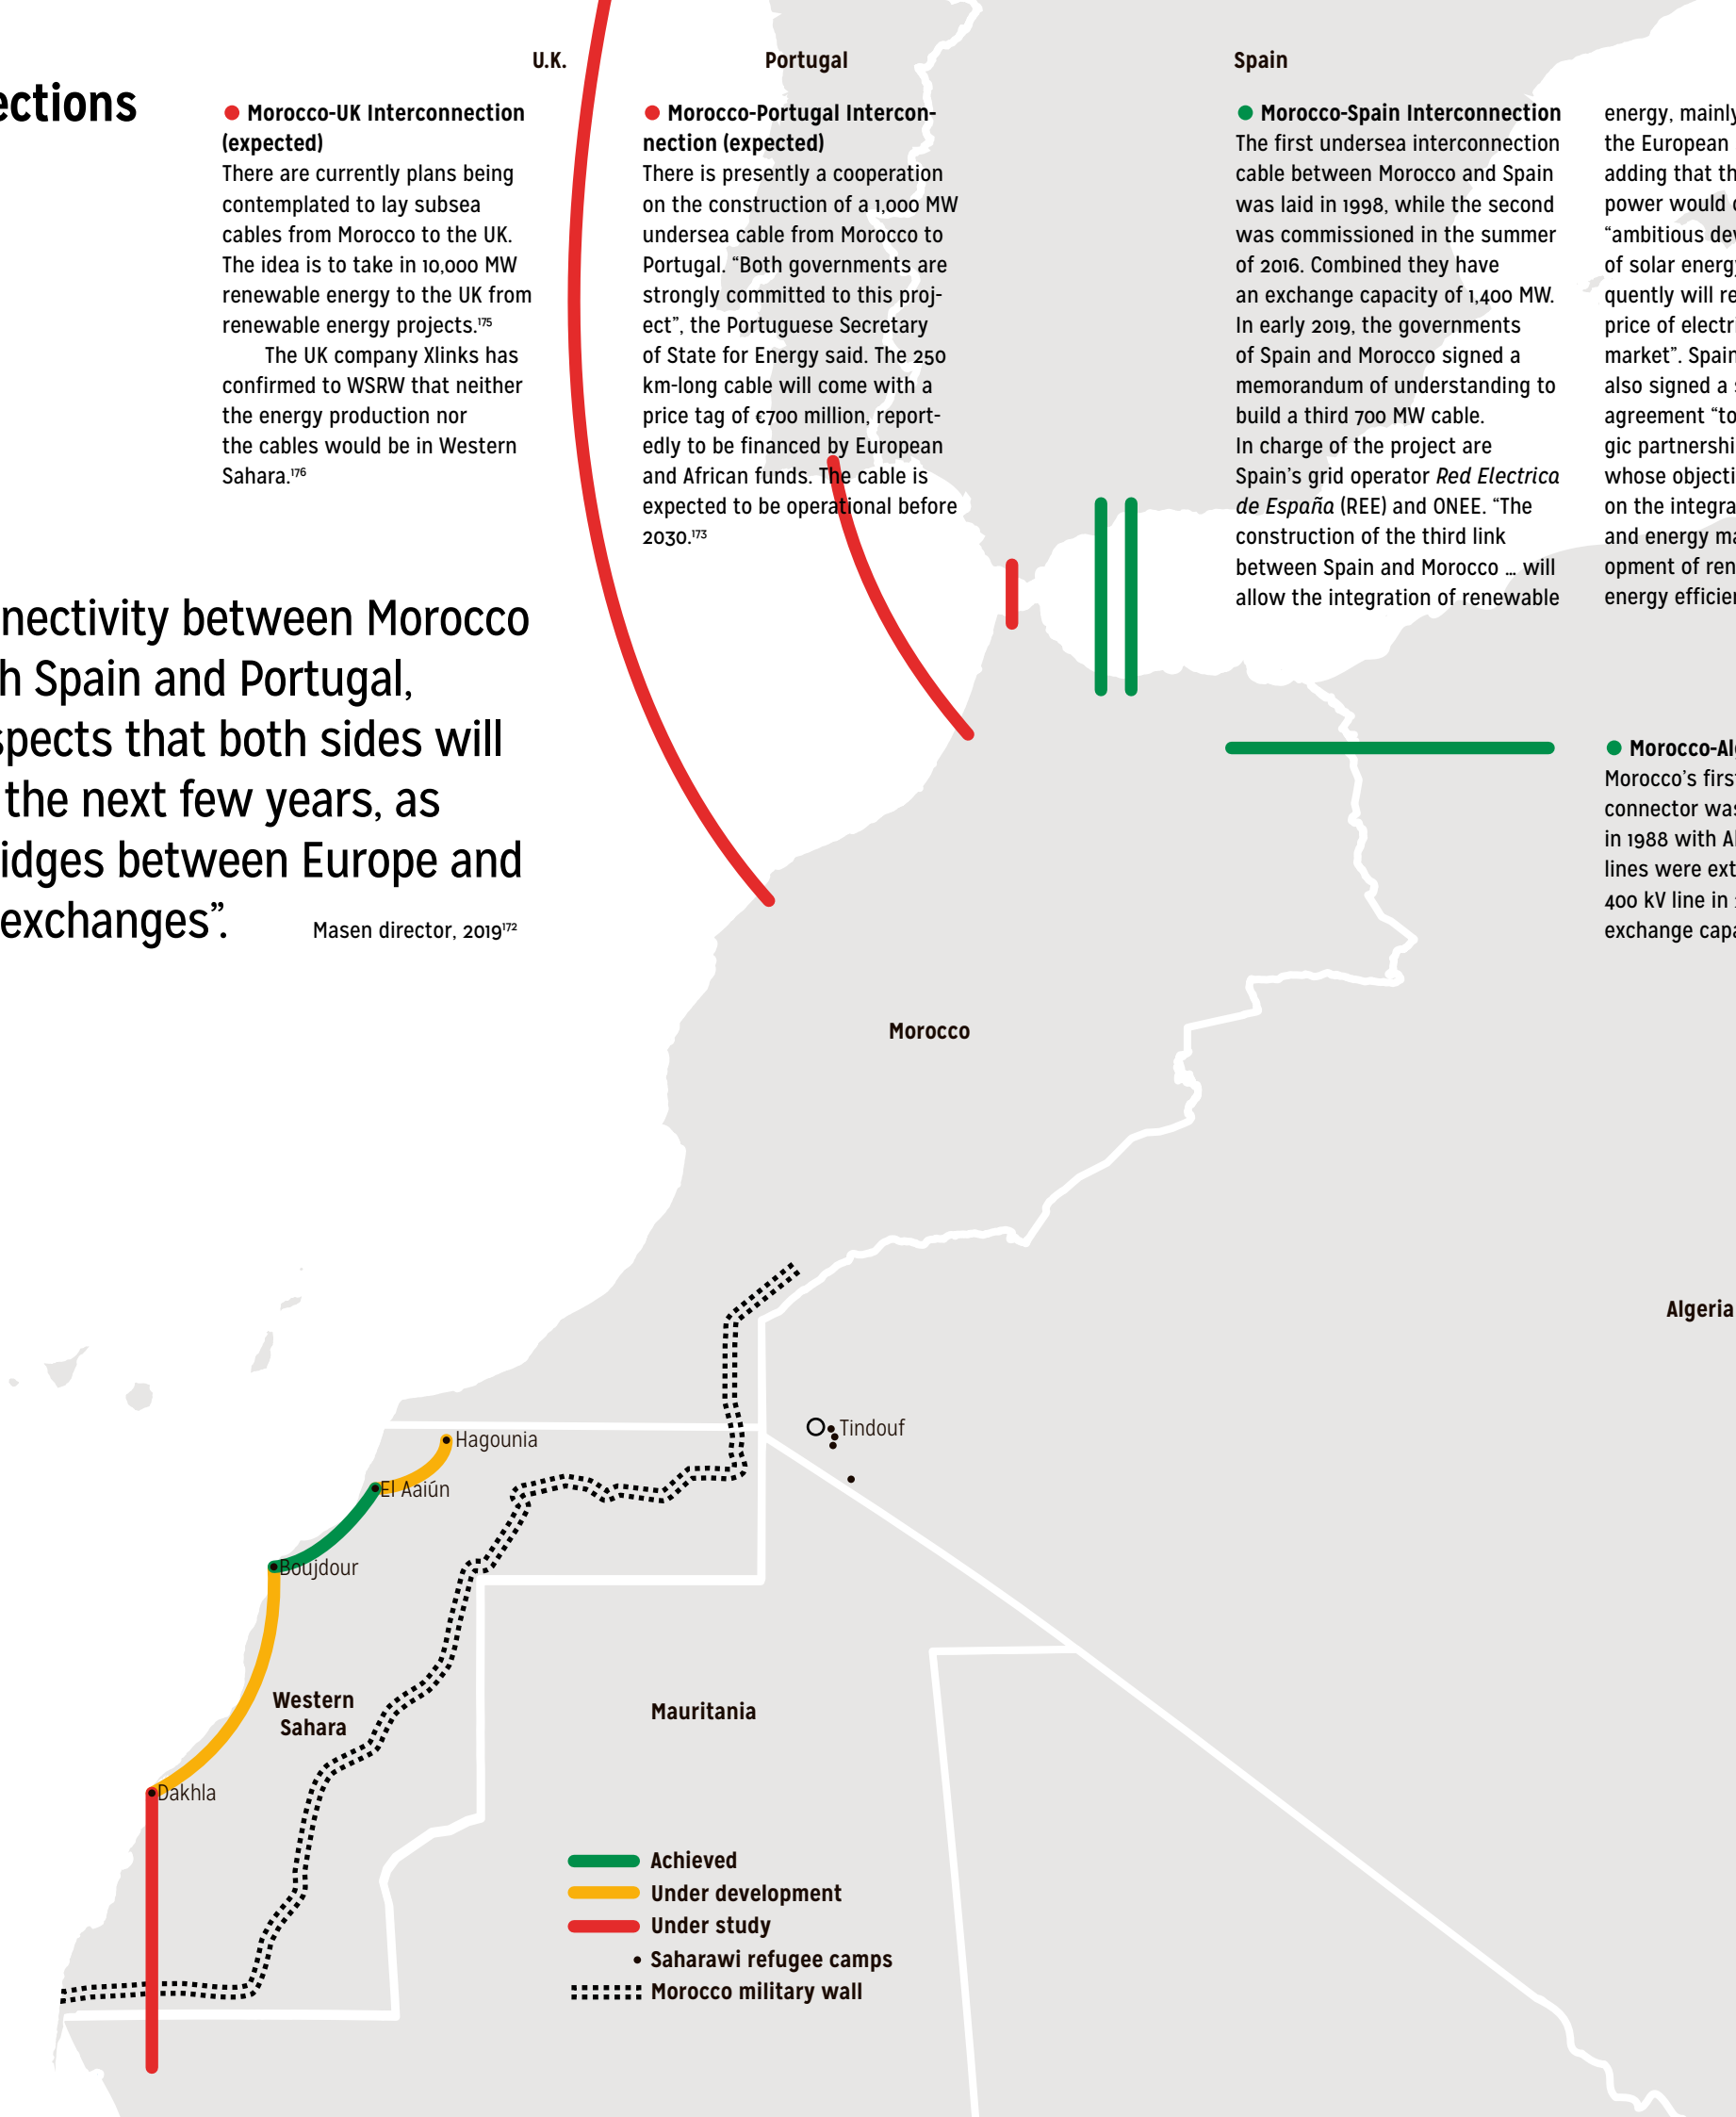 ections
U.K.
Portugal
Spain
Morocco-UK Interconnection
(expected)
There are currently plans being
contemplated to lay subsea
cables from Morocco to the UK.
The idea is to take in 10,000 MW
renewable energy to the UK from
renewable energy projects.175
The UK company Xlinks has
confirmed to WSRW that neither
the energy production nor
the cables would be in Western
Sahara.176
Morocco-Portugal Intercon-
nection (expected)
There is presently a cooperation
on the construction of a 1,000 MW
undersea cable from Morocco to
Portugal. “Both governments are
strongly committed to this proj-
ect”, the Portuguese Secretary
of State for Energy said. The 250
km-long cable will come with a
price tag of €700 million, report-
edly to be financed by European
and African funds. The cable is
expected to be operational before
2030.173
Morocco-Spain Interconnection
The first undersea interconnection
cable between Morocco and Spain
was laid in 1998, while the second
was commissioned in the summer
of 2016. Combined they have
an exchange capacity of 1,400 MW.
In early 2019, the governments
of Spain and Morocco signed a
memorandum of understanding to
build a third 700 MW cable.
In charge of the project are
Spain’s grid operator Red Electrica
de España (REE) and ONEE. “The
construction of the third link
between Spain and Morocco … will
allow the integration of renewable
energy, mainly
the European
adding that th
power would
“ambitious dev
of solar energy
quently will re
price of electri
market”. Spain
also signed a
agreement “to
gic partnershi
whose objecti
on the integra
and energy ma
opment of ren
energy efficien
nectivity between Morocco
h Spain and Portugal,
spects that both sides will
the next few years, as
idges between Europe and
exchanges”.
Masen director, 2019172
Morocco-Al
Morocco’s firs
connector was
in 1988 with Al
lines were ext
400 kV line in
exchange capa
Morocco
Algeria
Tindouf
Hagounia
El Aaiún
Boujdour
Western
Sahara
Mauritania
Dakhla
Achieved
Under development
Under study
Saharawi refugee camps
Morocco military wall